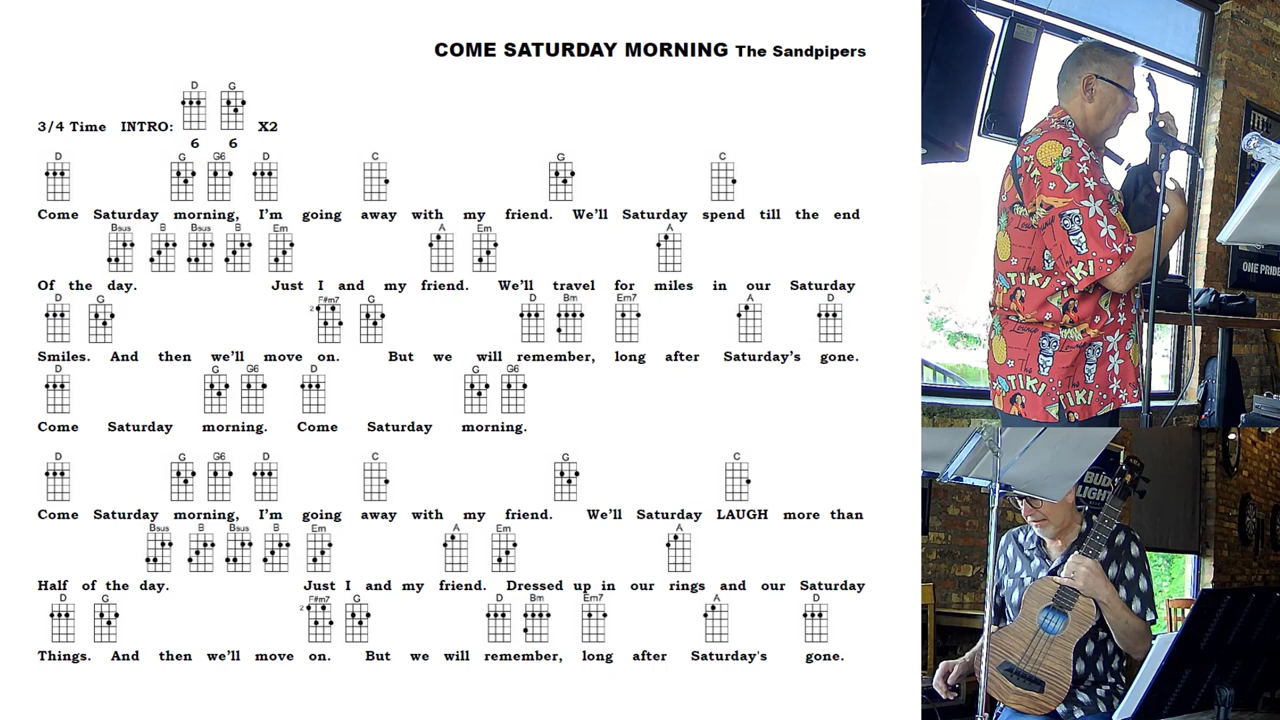 COME SATURDAY MORNING The Sandpipers
D G
3/4 Time INTRO: X2
6 6
D G G6 D C G C
Come Saturday morning, I'm going away with my friend. We'll Saturday spend till the end
Bsus B Bsus B Em A Em A
Of the day. Just I and my friend. We'll travel for miles in our Saturday
D G F#m7 G D Bm Em7 A D
2
Smiles. And then we'll move on. But we will remember, long after Saturday's gone.
D G G6 D G G6
Come Saturday morning. Come Saturday morning.
D G G6 D C G C
Come Saturday morning, I'm going away with my friend. We'll Saturday LAUGH more than
Bsus B Bsus B Em A Em A
Half of the day. Just I and my friend. Dressed up in our rings and our Saturday
D G F#m7 G D Bm Em7 A D
2
Things. And then we'll move on. But we will remember, long after Saturday's gone.
TIKI
Lounge
TIKI
TIKI
The
TIKI
ONE PRIDE
BUD
LIGHT